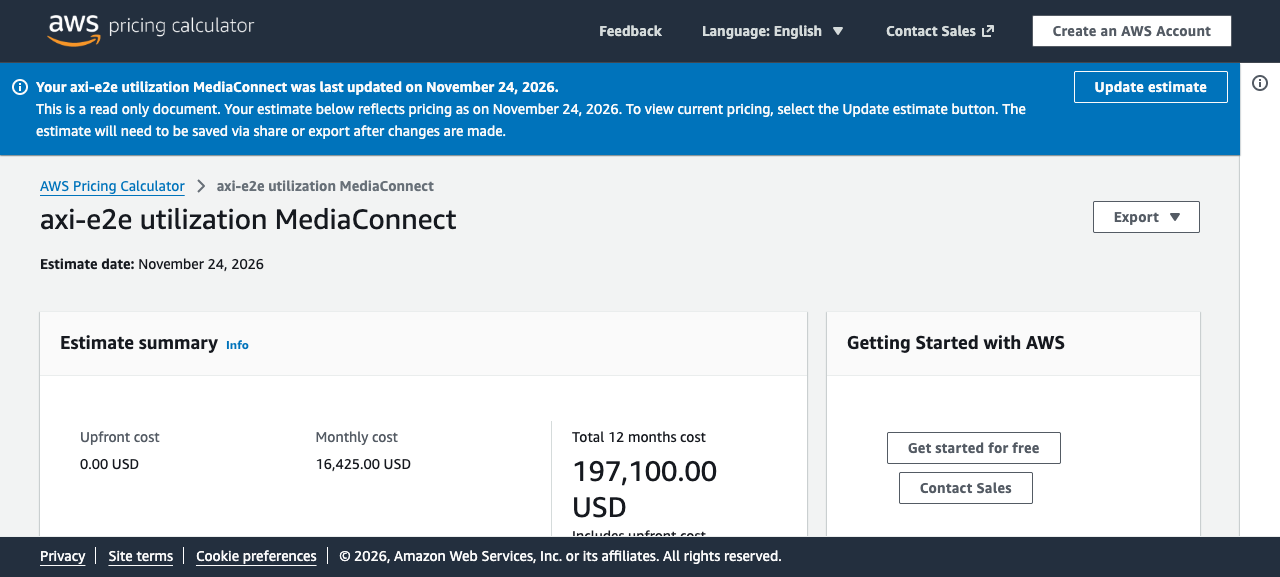 aws pricing calculator
Feedback
Language: English
Contact Sales
Create an AWS Account
Your axi-e2e utilization MediaConnect was last updated on November 24, 2026.
This is a read only document. Your estimate below reflects pricing as on November 24, 2026. To view current pricing, select the Update estimate button. The
estimate will need to be saved via share or export after changes are made.
Update estimate
AWS Pricing Calculator
axi-e2e utilization MediaConnect
axi-e2e utilization MediaConnect
Export
Estimate date: November 24, 2026
Estimate summary Info
Getting Started with AWS
Upfront cost
0.00 USD
Monthly cost
16,425.00 USD
Total 12 months cost
197,100.00
USD
Includes upfront cost
Get started for free
Contact Sales
Privacy
Site terms
Cookie preferences
© 2026, Amazon Web Services, Inc. or its affiliates. All rights reserved.